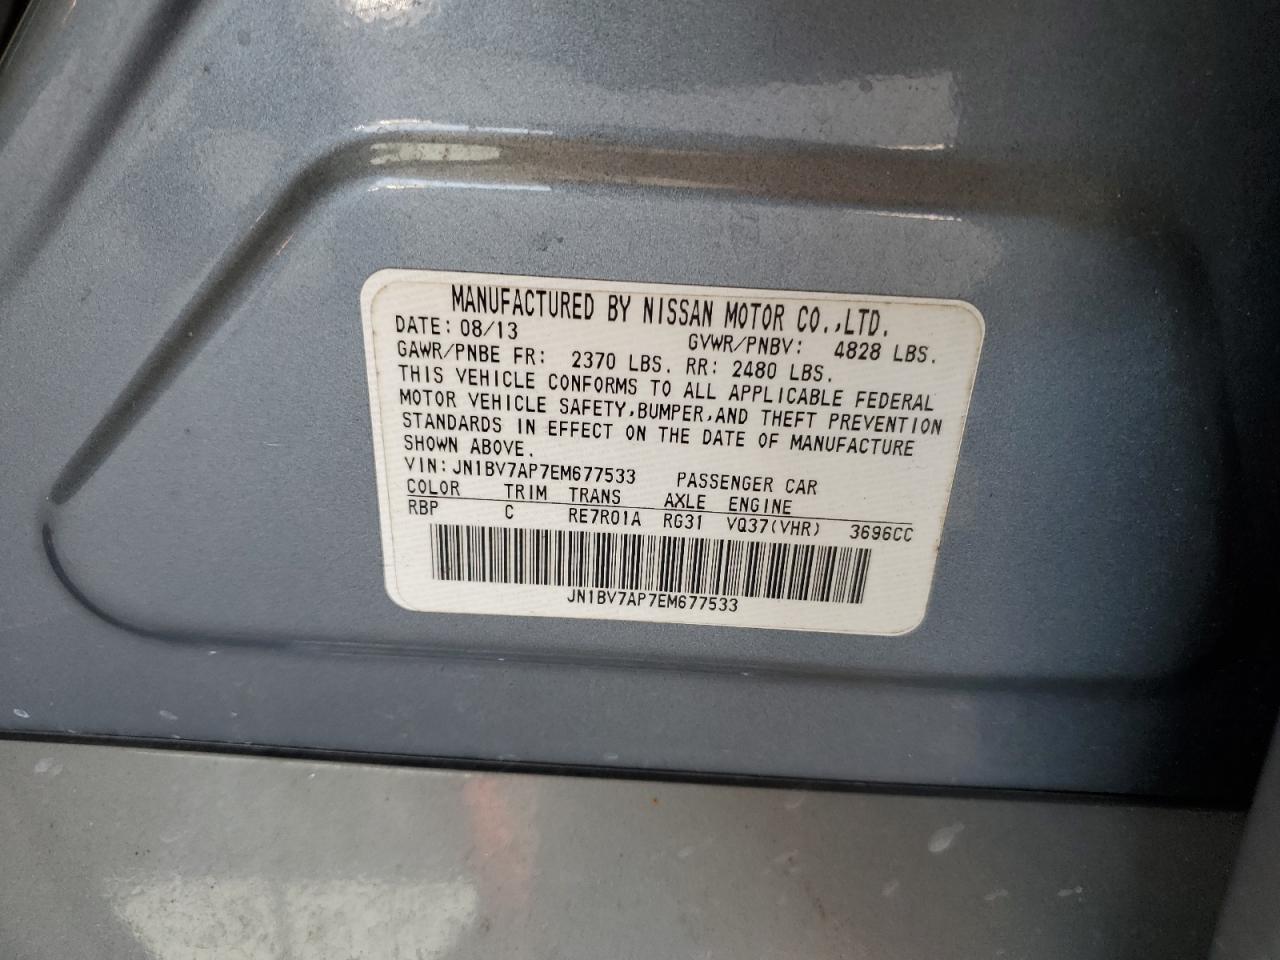 MANUFACTURED BY NISSAN MOTOR CO.,LTD.
DATE: 08/13 GVWR/PNBV: 4828 LBS.
GAWR/PNBE FR: 2370 LBS. RR: 2480 LBS.
THIS VEHICLE CONFORMS TO ALL APPLICABLE FEDERAL
MOTOR VEHICLE SAFETY,BUMPER,AND THEFT PREVENTION
STANDARDS IN EFFECT ON THE DATE OF MANUFACTURE
SHOWN ABOVE.
VIN:JN1BV7AP7EM677533 PASSENGER CAR
COLOR TRIM TRANS AXLE ENGINE
RBP C RE7R01A RG31 VQ37(VHR) 3696CC
JN1BV7AP7EM677533